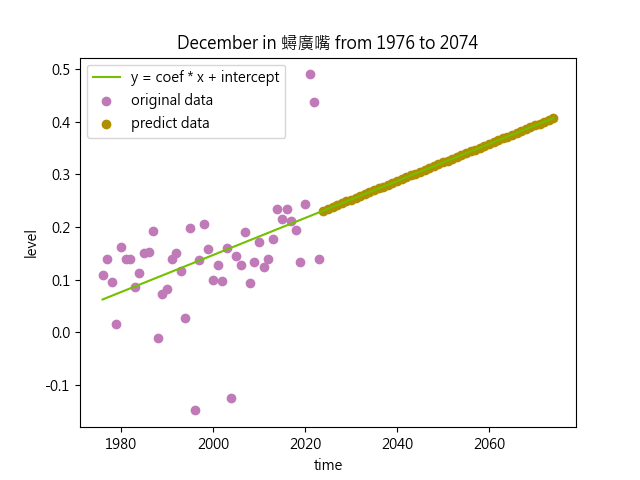 December in 蟳廣嘴 from 1976 to 2074
y = coef * x + intercept
original data
predict data
level
0.5
0.4
0.3
0.2
0.1
0.0
-0.1
1980
2000
2020
2040
2060
time